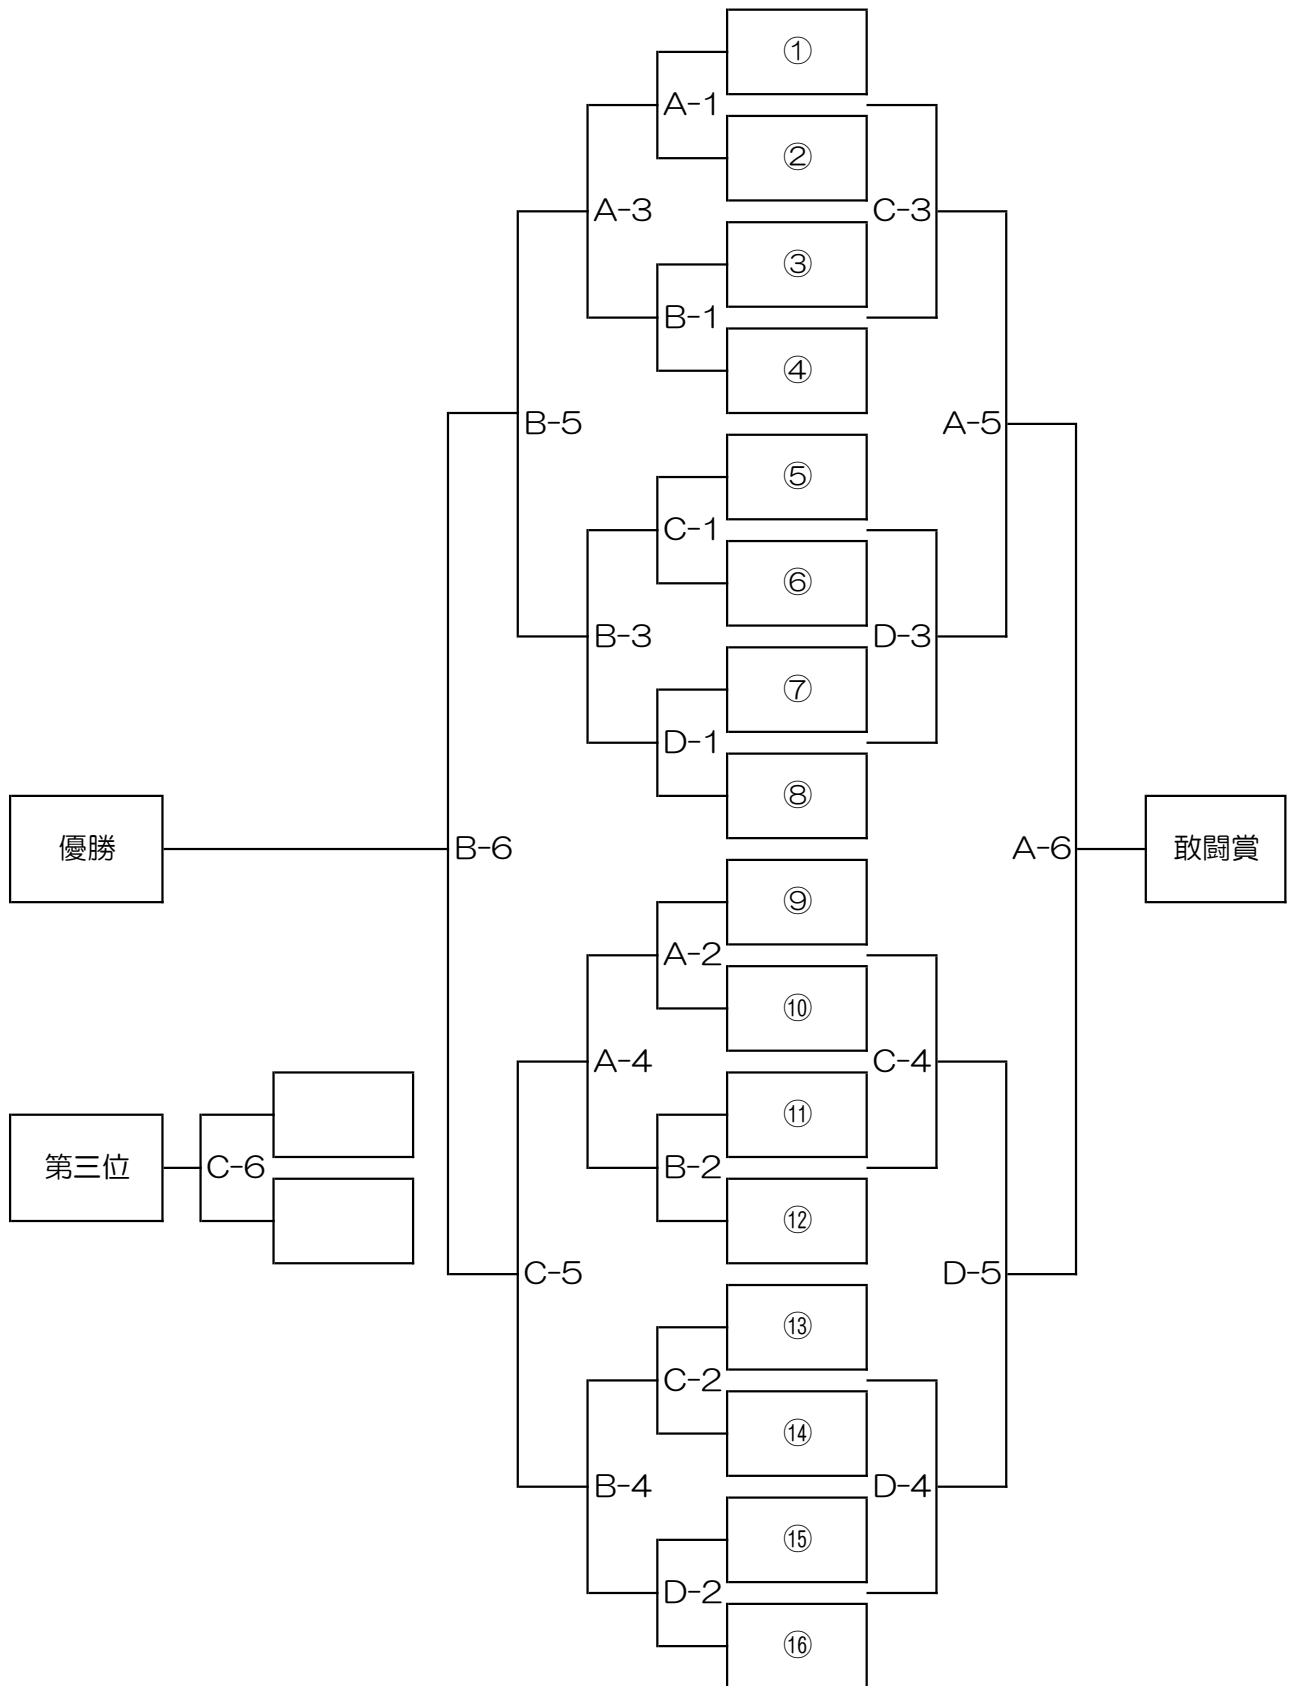 ①
A-1
②
A-3
C-3
③
B-1
④
B-5
A-5
⑤
C-1
⑥
B-3
D-3
⑦
D-1
⑧
優勝
B-6
A-6
敢闘賞
⑨
A-2
⑩
A-4
C-4
⑪
第三位
C-6
B-2
⑫
C-5
D-5
⑬
C-2
⑭
B-4
D-4
⑮
D-2
⑯